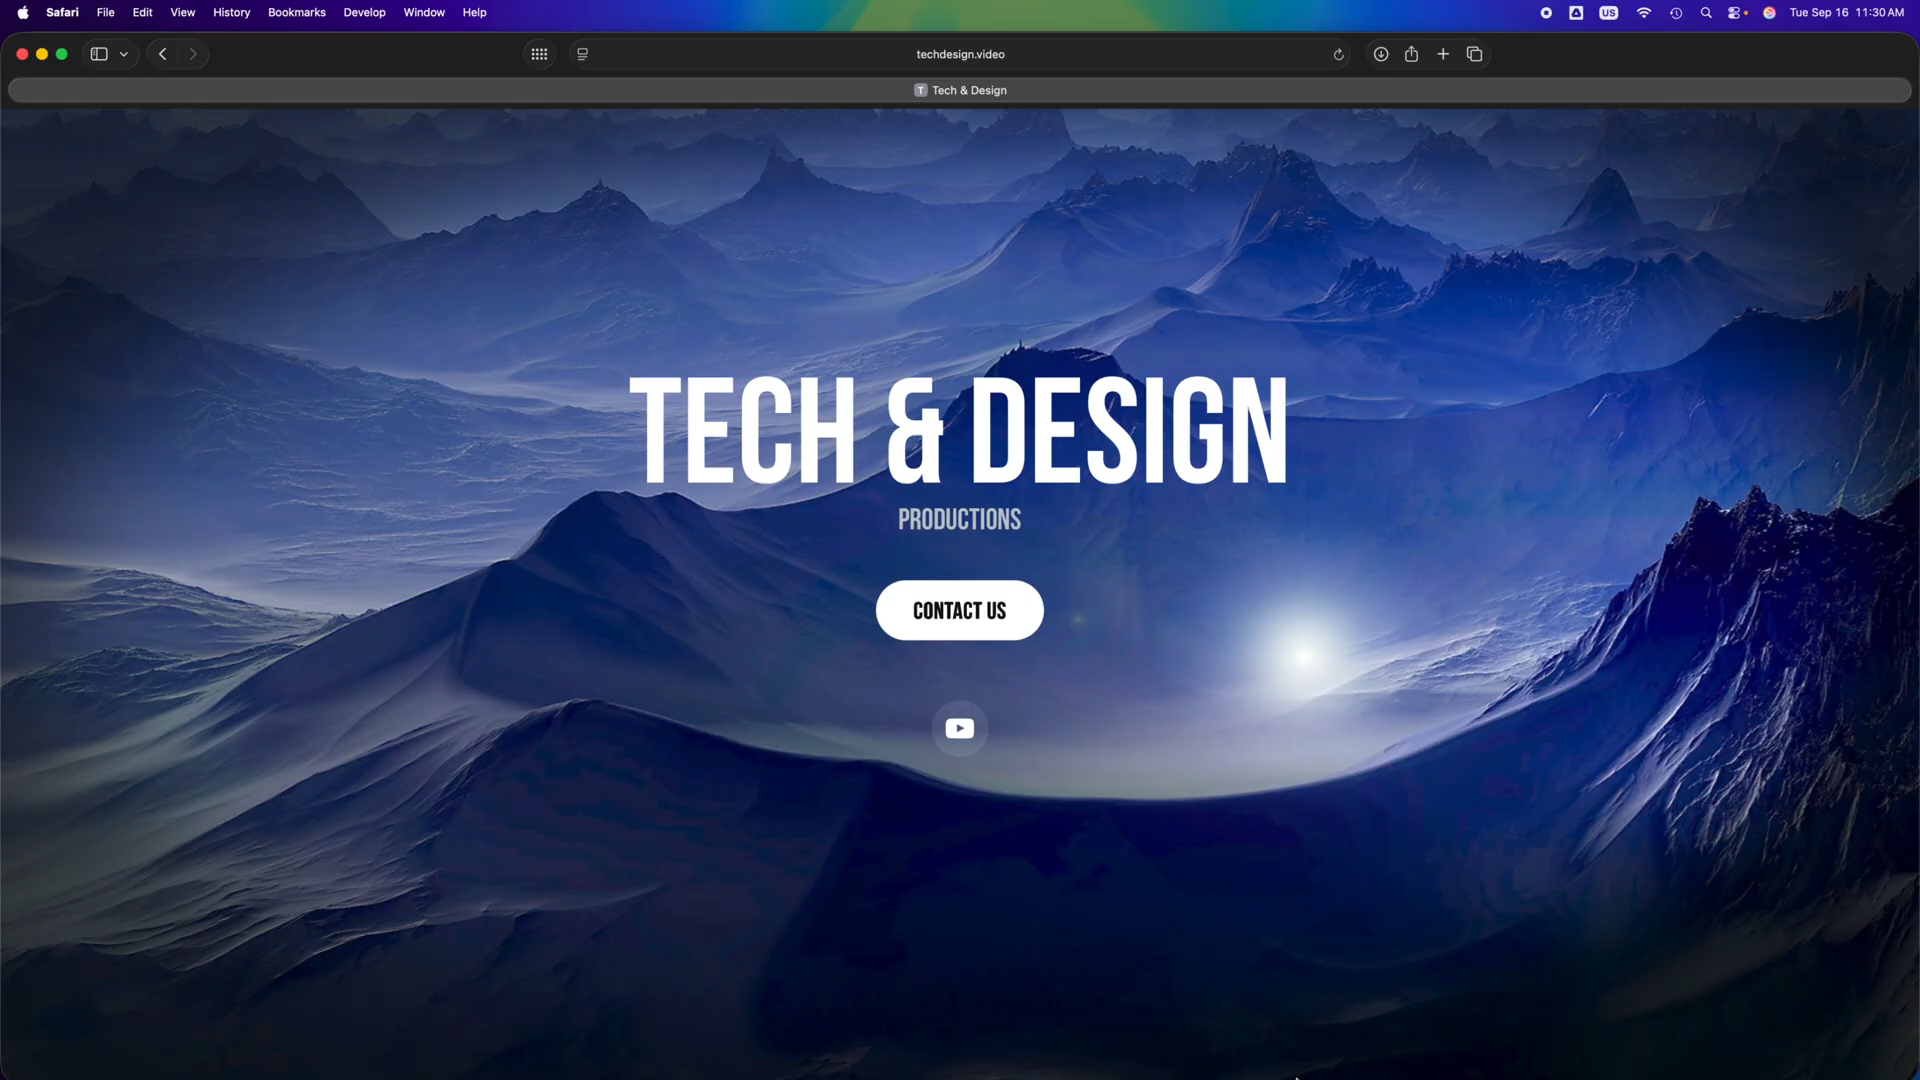 Safari File Edit View History Bookmarks Develop Window Help US Tue Sep 16 11:30 AM
techdesign.video
T Tech & Design
TECH & DESIGN
PRODUCTIONS
CONTACT US